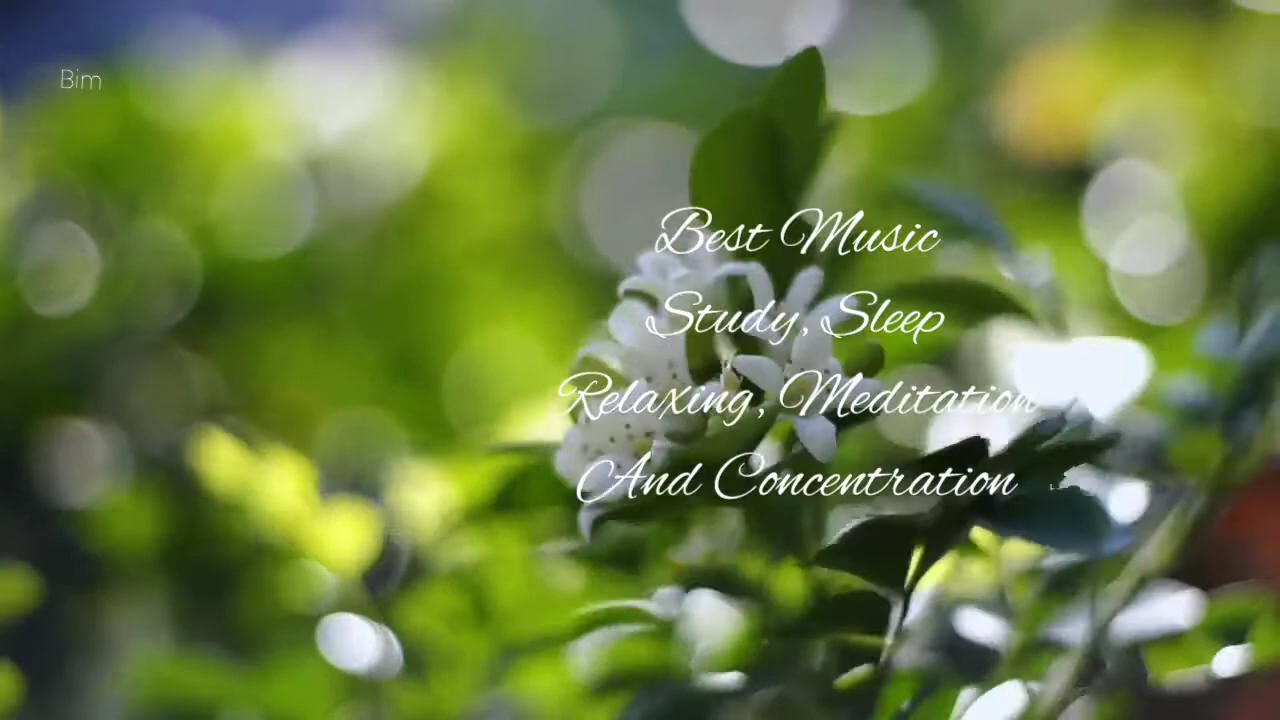 Bim
Best Music
Study, Sleep
Relaxing, Meditation
And Concentration